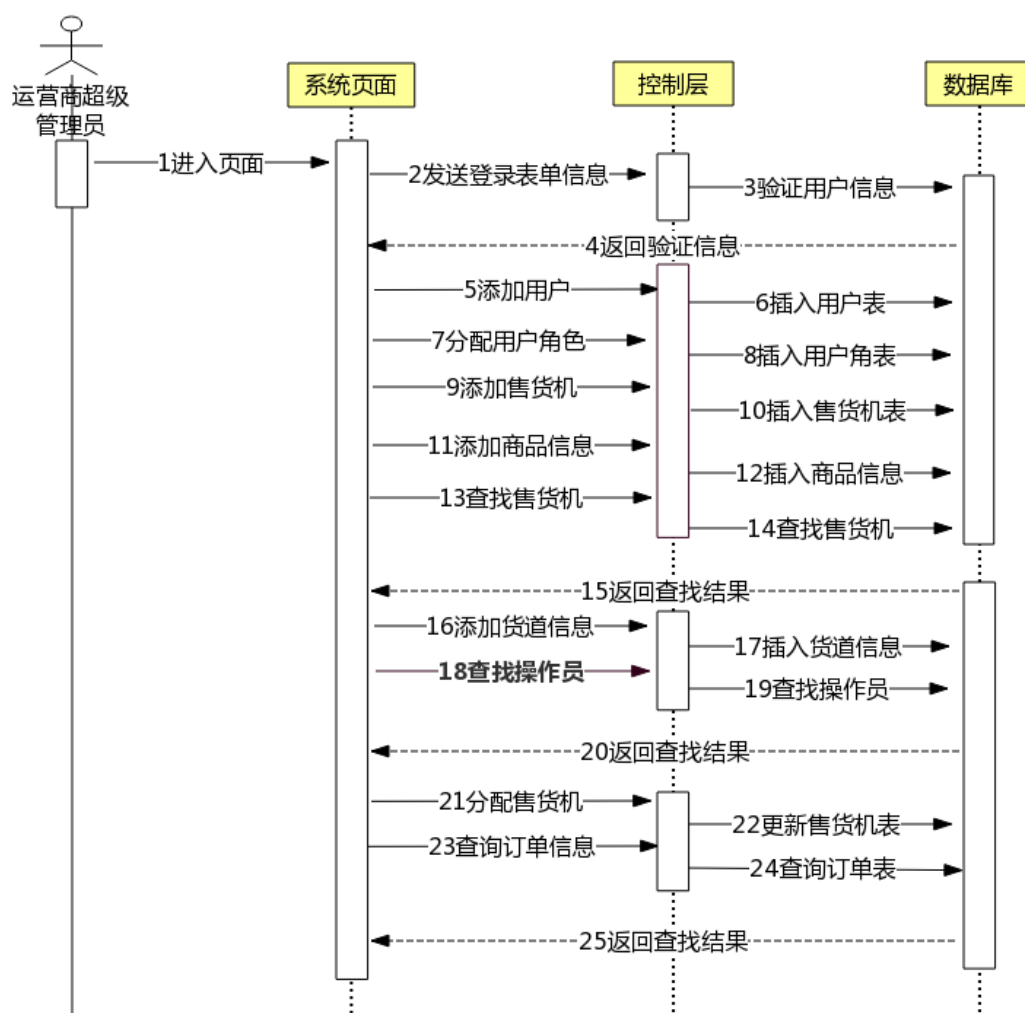 运营商超级
管理员
系统页面
控制层
数据库
1进入页面
2发送登录表单信息
3验证用户信息
4返回验证信息
5添加用户
6插入用户表
7分配用户角色
8插入用户角表
9添加售货机
10插入售货机表
11添加商品信息
12插入商品信息
13查找售货机
14查找售货机
15返回查找结果
16添加货道信息
17插入货道信息
18查找操作员
19查找操作员
20返回查找结果
21分配售货机
22更新售货机表
23查询订单信息
24查询订单表
25返回查找结果